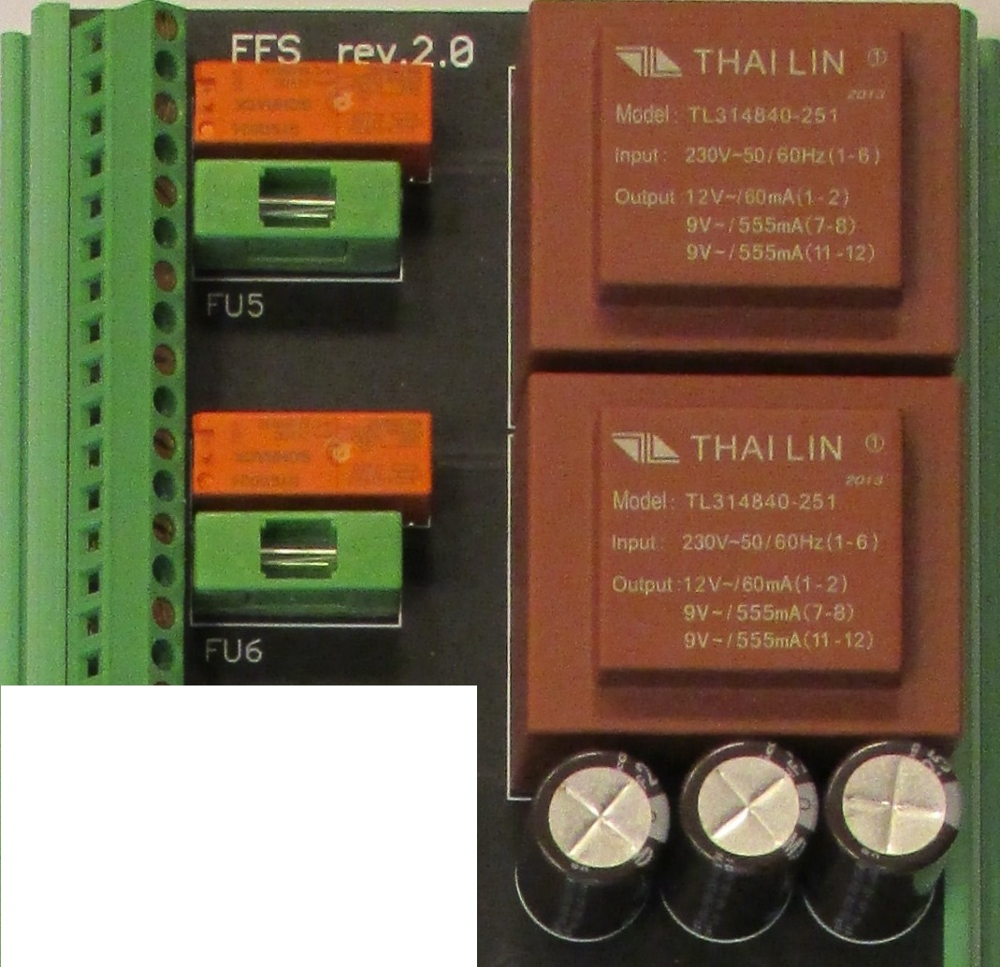 FFS rev.2.0
FU5
FU6
THAI LIN ①
2013
Model: TL314840-251
Input: 230V~50/60Hz(1-6)
Output 12V~/60mA(1-2)
9V~/555mA(7-8)
9V~/555mA(11-12)
THAI LIN ①
2013
Model: TL314840-251
Input: 230V~50/60Hz(1-6)
Output:12V~/60mA(1-2)
9V~/555mA(7-8)
9V~/555mA(11-12)